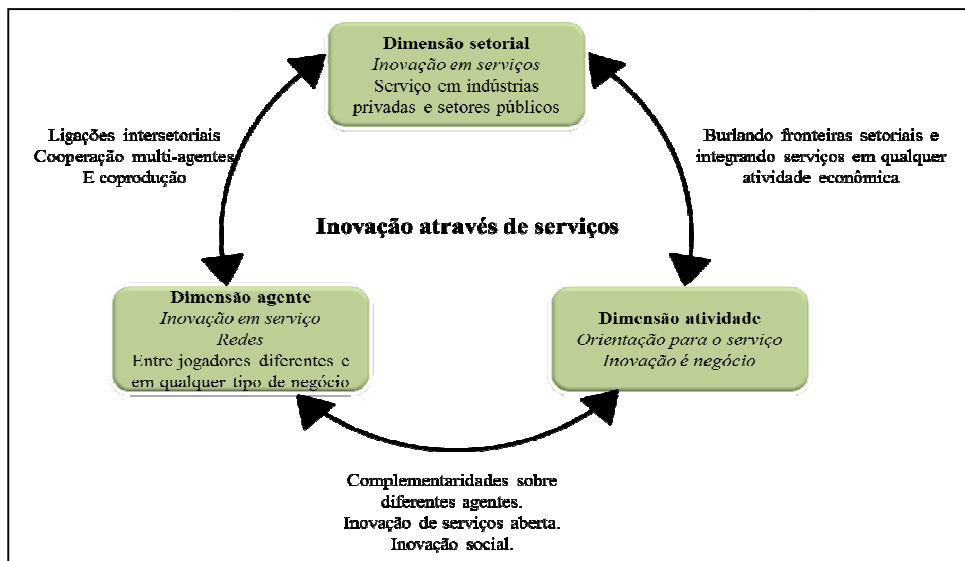 Dimensão setorial
Inovação em serviços
Serviço em indústrias
privadas e setores públicos
Ligações intersetoriais
Cooperação multi-agentes
E coprodução
Burlando fronteiras setoriais e
integrando serviços em qualquer
atividade econômica
Inovação através de serviços
Dimensão agente
Inovação em serviço
Redes
Entre jogadores diferentes e
em qualquer tipo de negócio
Dimensão atividade
Orientação para o serviço
Inovação é negócio
Complementaridades sobre
diferentes agentes.
Inovação de serviços aberta.
Inovação social.